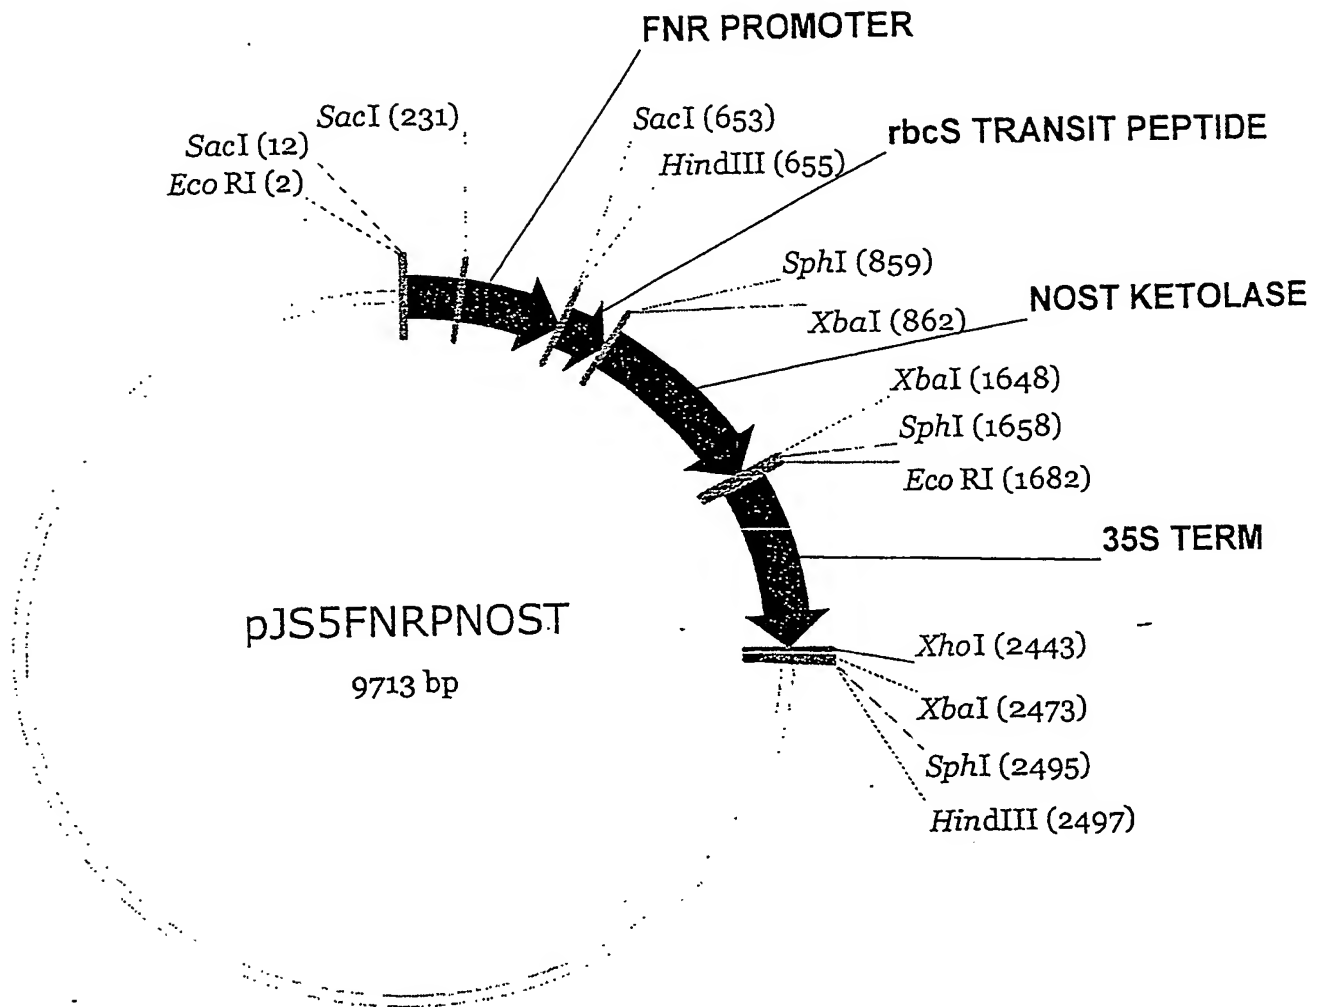 FNR PROMOTER
SacI (231)
SacI (12)
Eco RI (2)
SacI (653)
HindIII (655)
rbcS TRANSIT PEPTIDE
SphI (859)
XbaI (862)
NOST KETOLASE
XbaI (1648)
SphI (1658)
Eco RI (1682)
35S TERM
pJS5FNRPNOST
9713 bp
XhoI (2443)
XbaI (2473)
SphI (2495)
HindIII (2497)